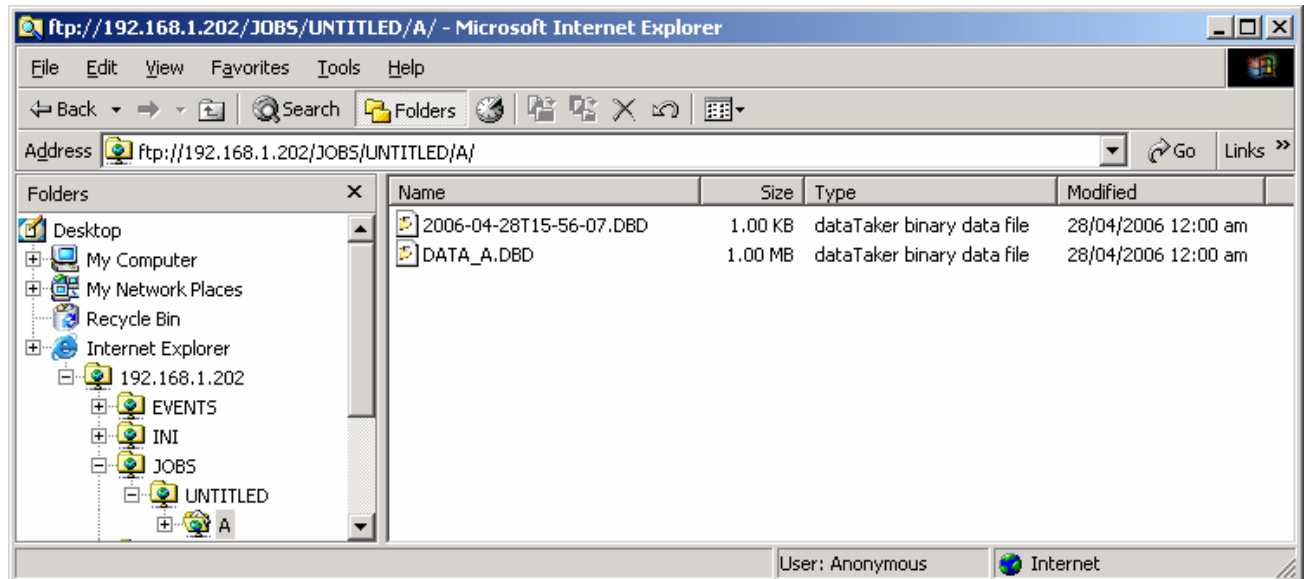 ftp://192.168.1.202/JOBS/UNTITLED/A/ - Microsoft Internet Explorer
File Edit View Favorites Tools Help
Back Search Folders
Address ftp://192.168.1.202/JOBS/UNTITLED/A/ Go Links »
Folders x Name Size Type Modified
Desktop
My Computer
My Network Places
Recycle Bin
Internet Explorer
192.168.1.202
EVENTS
INI
JOBS
UNTITLED
A
2006-04-28T15-56-07.DBD 1.00 KB dataTaker binary data file 28/04/2006 12:00 am
DATA_A.DBD 1.00 MB dataTaker binary data file 28/04/2006 12:00 am
User: Anonymous Internet